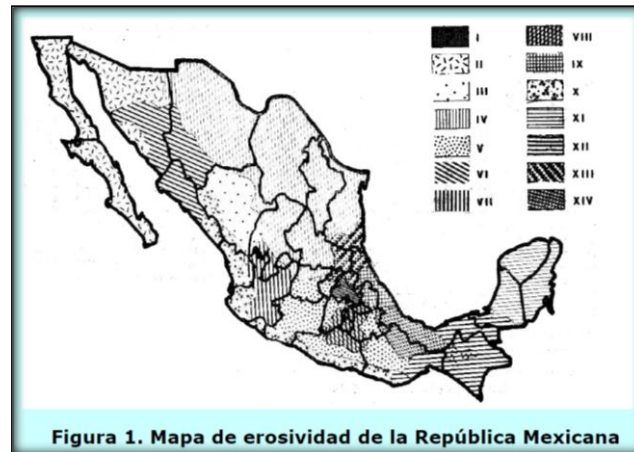 I
II
III
IV
V
VI
VII
VIII
IX
X
XI
XII
XIII
XIV
Figura 1. Mapa de erosividad de la República Mexicana